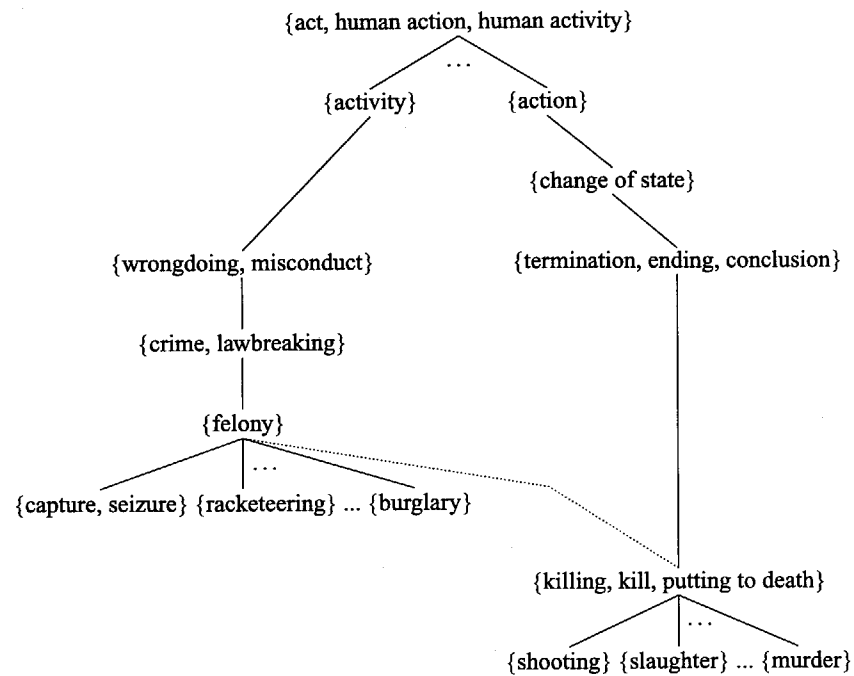 {act, human action, human activity}
...
{activity} {action}
{change of state}
{wrongdoing, misconduct} {termination, ending, conclusion}
{crime, lawbreaking}
{felony}
...
{capture, seizure} {racketeering} ... {burglary}
{killing, kill, putting to death}
...
{shooting} {slaughter} ... {murder}